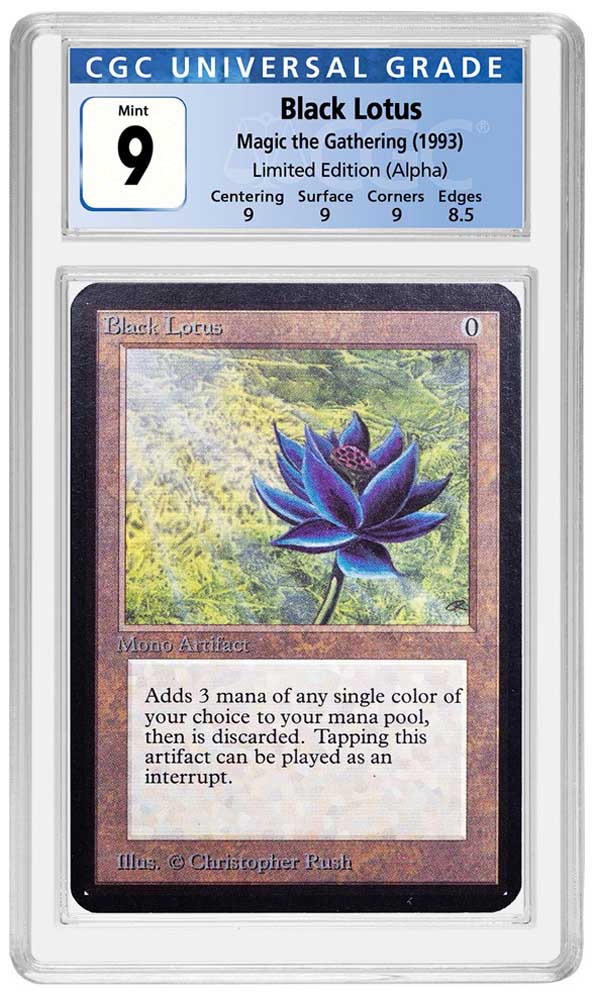 CGC UNIVERSAL GRADE
Mint
9
Black Lotus
Magic the Gathering (1993)
Limited Edition (Alpha)
Centering Surface Corners Edges
9 9 9 8.5
CGC®
Black Lotus 0
CR
Mono Artifact
Adds 3 mana of any single color of
your choice to your mana pool,
then is discarded. Tapping this
artifact can be played as an
interrupt.
Illus. © Christopher Rush